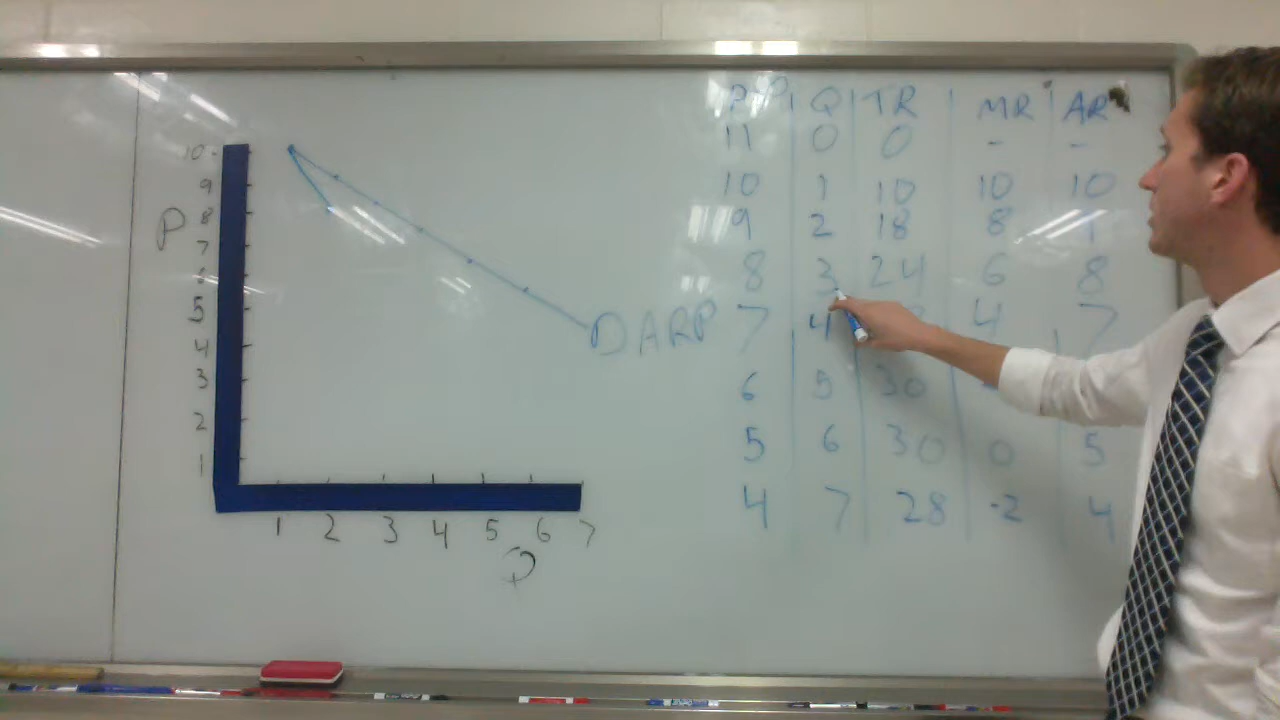 P Q TR MR AR
11 0 0 - -
10 1 10 10 10
9 2 18 8
8 3 24 6 8
7 4 4 7
6 5 30
5 6 30 0 5
4 7 28 -2 4
P
10
9
8
7
6
5
4
3
2
1
DARP
1 2 3 4 5 6 7
Q